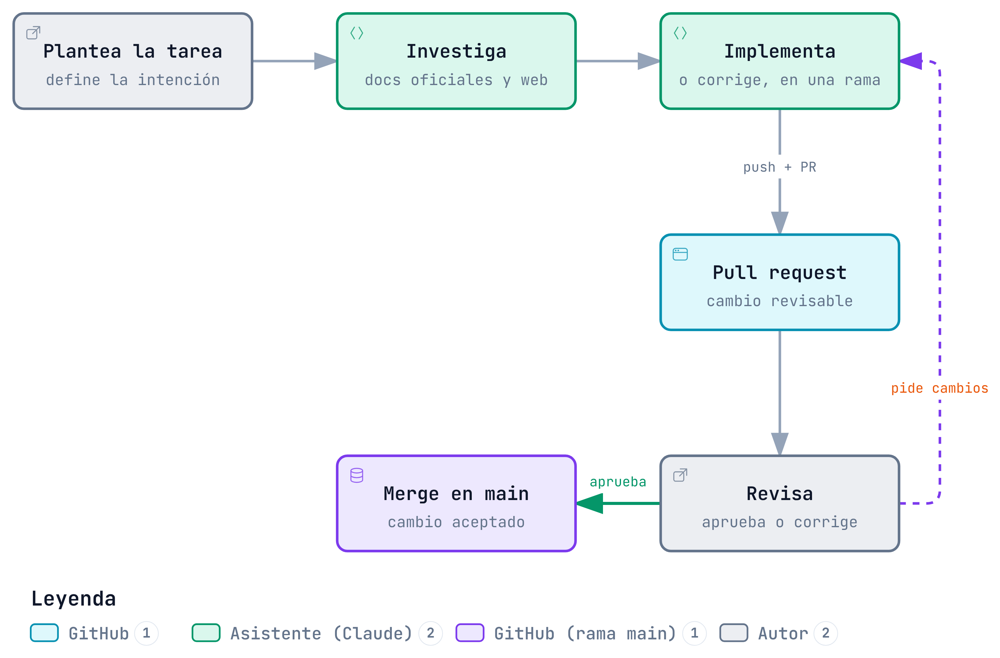 Plantea la tarea
define la intención
Investiga
docs oficiales y web
Implementa
o corrige, en una rama
push + PR
Pull request
cambio revisable
pide cambios
Merge en main
cambio aceptado
aprueba
Revisa
aprueba o corrige
Leyenda
GitHub 1 Asistente (Claude) 2 GitHub (rama main) 1 Autor 2